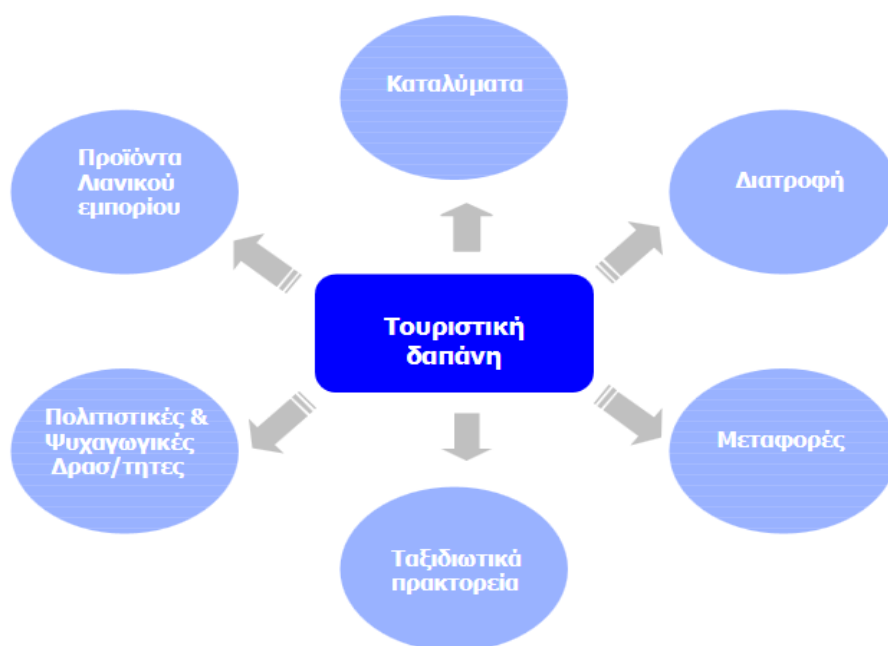 Καταλύματα
Προϊόντα
Λιανικού
εμπορίου
Διατροφή
Τουριστική
δαπάνη
Πολιτιστικές &
Ψυχαγωγικές
Δρασ/τητες
Μεταφορές
Ταξιδιωτικά
πρακτορεία